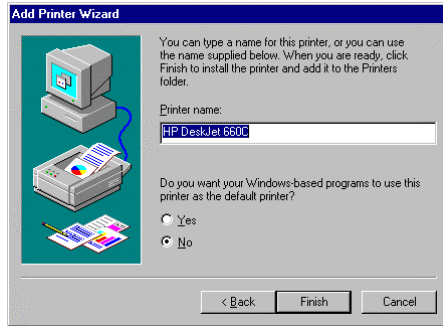 Add Printer Wizard
You can type a name for this printer, or you can use
the name supplied below. When you are ready, click
Finish to install the printer and add it to the Printers
folder.
Printer name:
HP DeskJet 660C
Do you want your Windows-based programs to use this
printer as the default printer?
Yes
No
< Back
Finish
Cancel